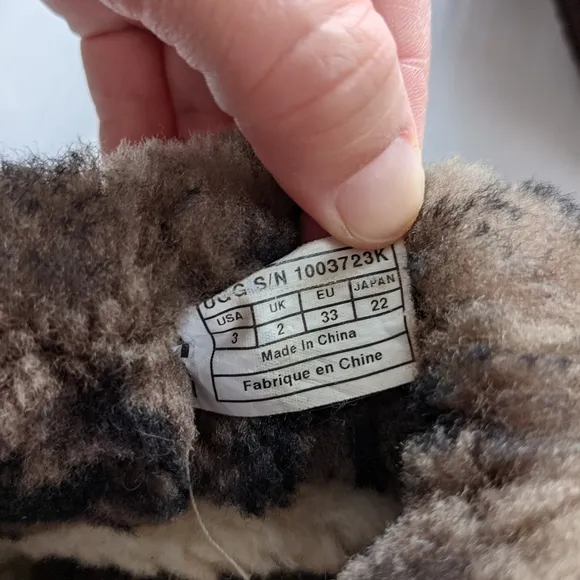 UGG S/N 1003723K
USA UK EU JAPAN
3 2 33 22
Made In China
Fabrique en Chine